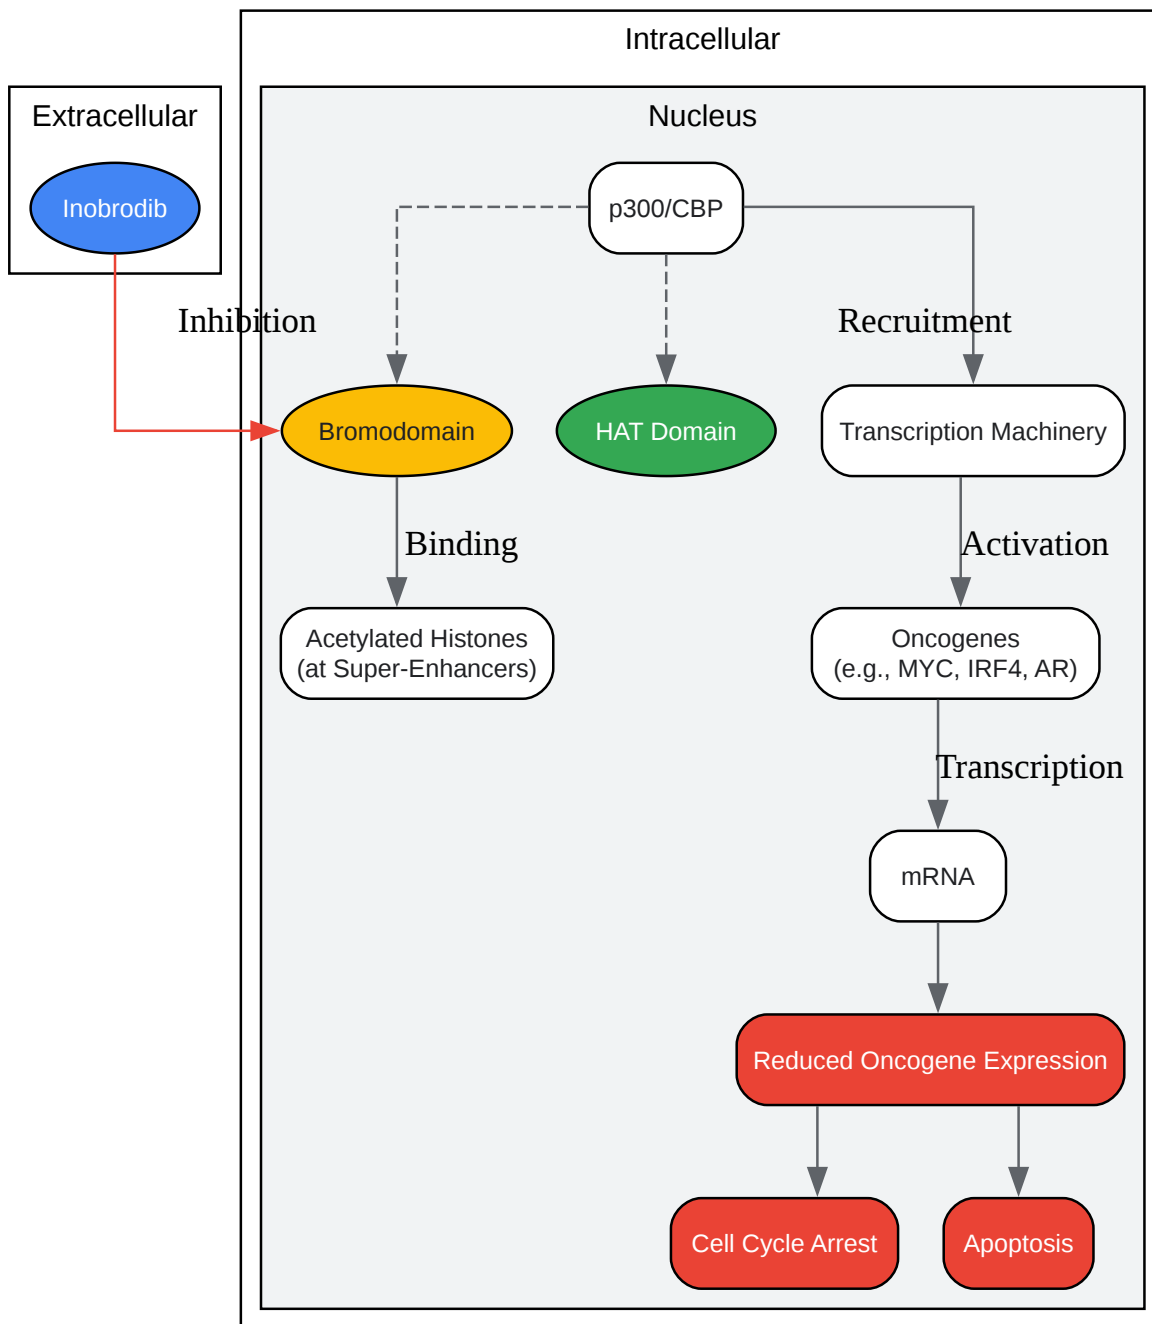 Intracellular
Extracellular
Nucleus
Inobrodib
p300/CBP
Inhibition
Recruitment
Bromodomain
HAT Domain
Transcription Machinery
Binding
Activation
Acetylated Histones
(at Super-Enhancers)
Oncogenes
(e.g., MYC, IRF4, AR)
Transcription
mRNA
Reduced Oncogene Expression
Cell Cycle Arrest
Apoptosis